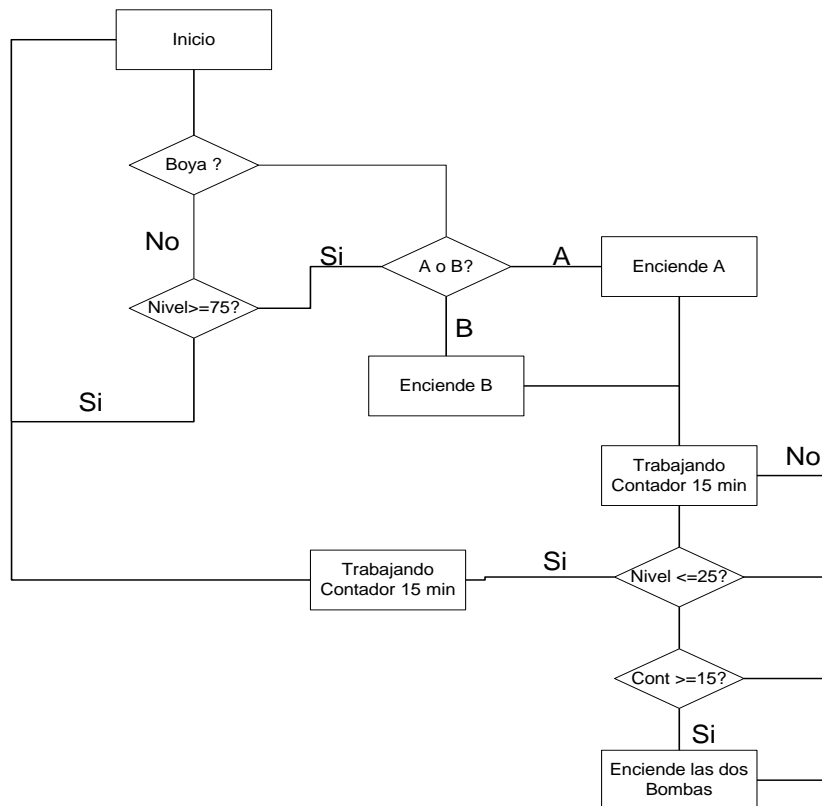 Inicio
Boya ?
No
Si
A o B?
A
Enciende A
Nivel>=75?
B
Enciende B
Si
Trabajando
Contador 15 min
No
Trabajando
Contador 15 min
Si
Nivel <=25?
Cont >=15?
Si
Enciende las dos
Bombas